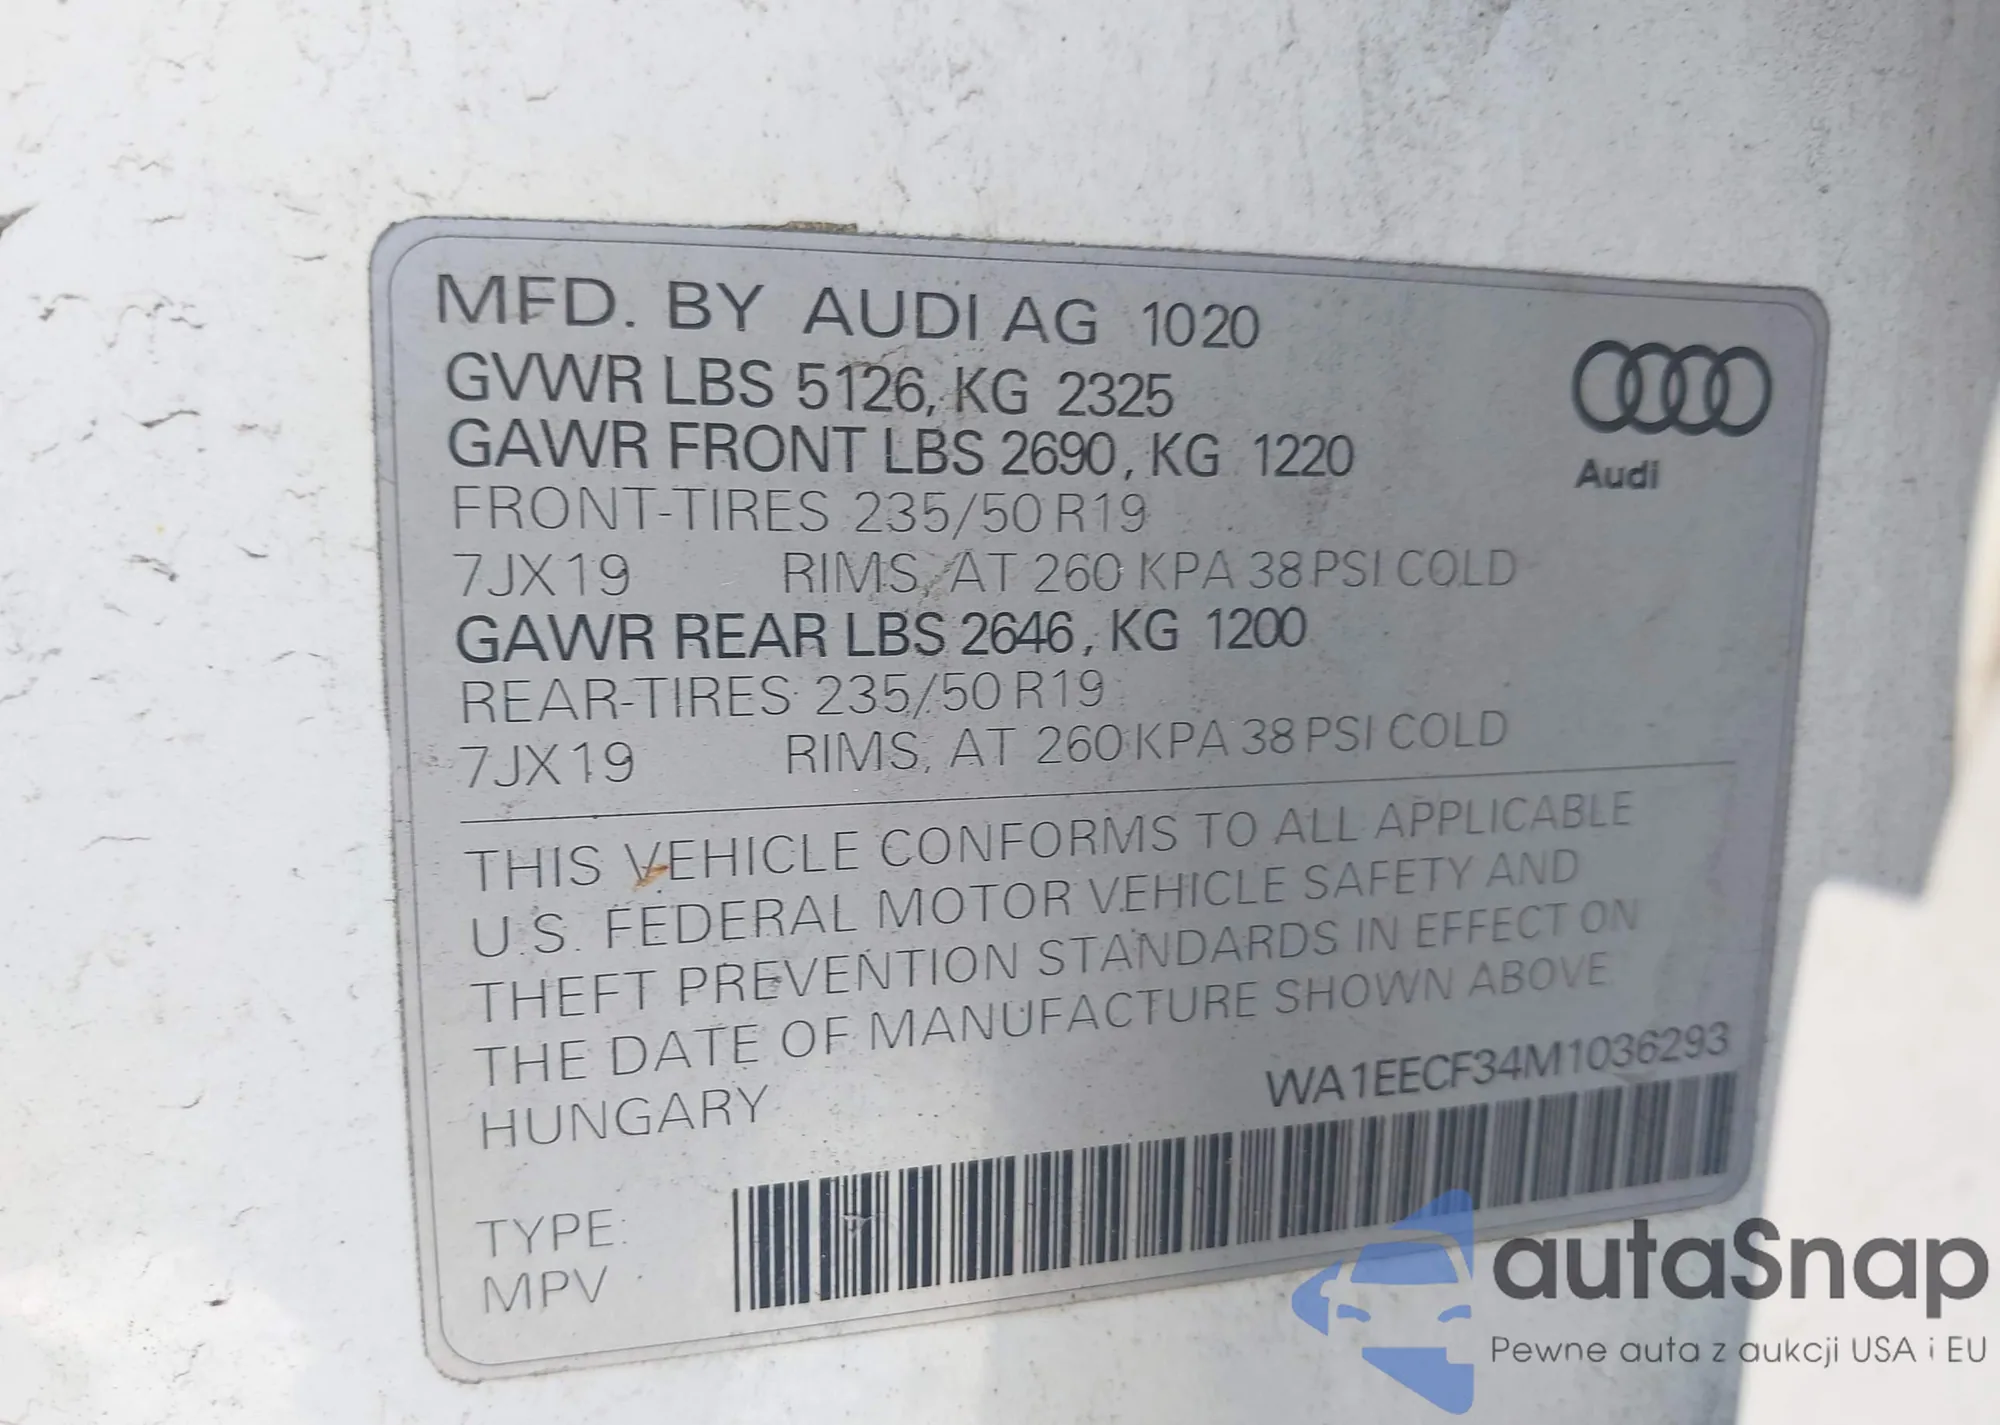 MFD. BY AUDI AG 1020
GVWR LBS 5126, KG 2325
GAWR FRONT LBS 2690, KG 1220
FRONT-TIRES 235/50 R19
7JX19 RIMS, AT 260 KPA 38 PSI COLD
GAWR REAR LBS 2646, KG 1200
REAR-TIRES 235/50 R19
7JX19 RIMS, AT 260 KPA 38 PSI COLD
Audi
THIS VEHICLE CONFORMS TO ALL APPLICABLE
U.S. FEDERAL MOTOR VEHICLE SAFETY AND
THEFT PREVENTION STANDARDS IN EFFECT ON
THE DATE OF MANUFACTURE SHOWN ABOVE
HUNGARY
WA1EECF34M1036293
TYPE:
MPV
autaSnap
Pewne auta z aukcji USA i EU